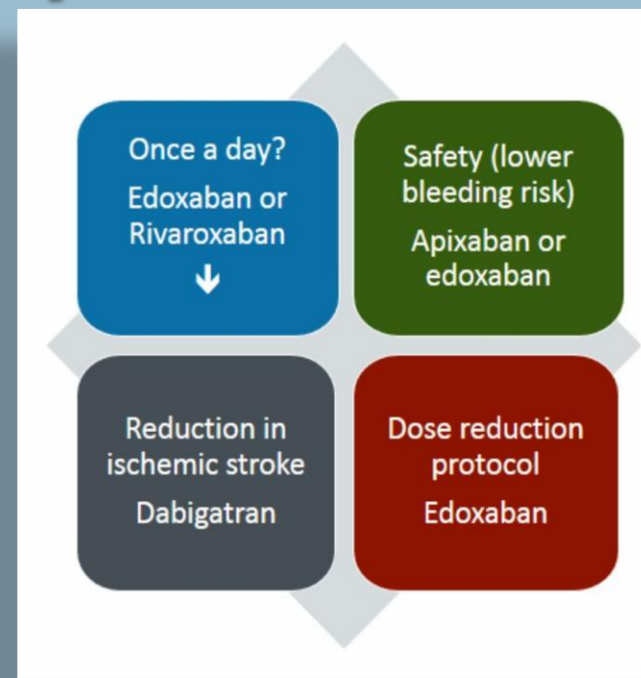 Once a day?
Edoxaban or
Rivaroxaban
↓
Safety (lower
bleeding risk)
Apixaban or
edoxaban
Reduction in
ischemic stroke
Dabigatran
Dose reduction
protocol
Edoxaban